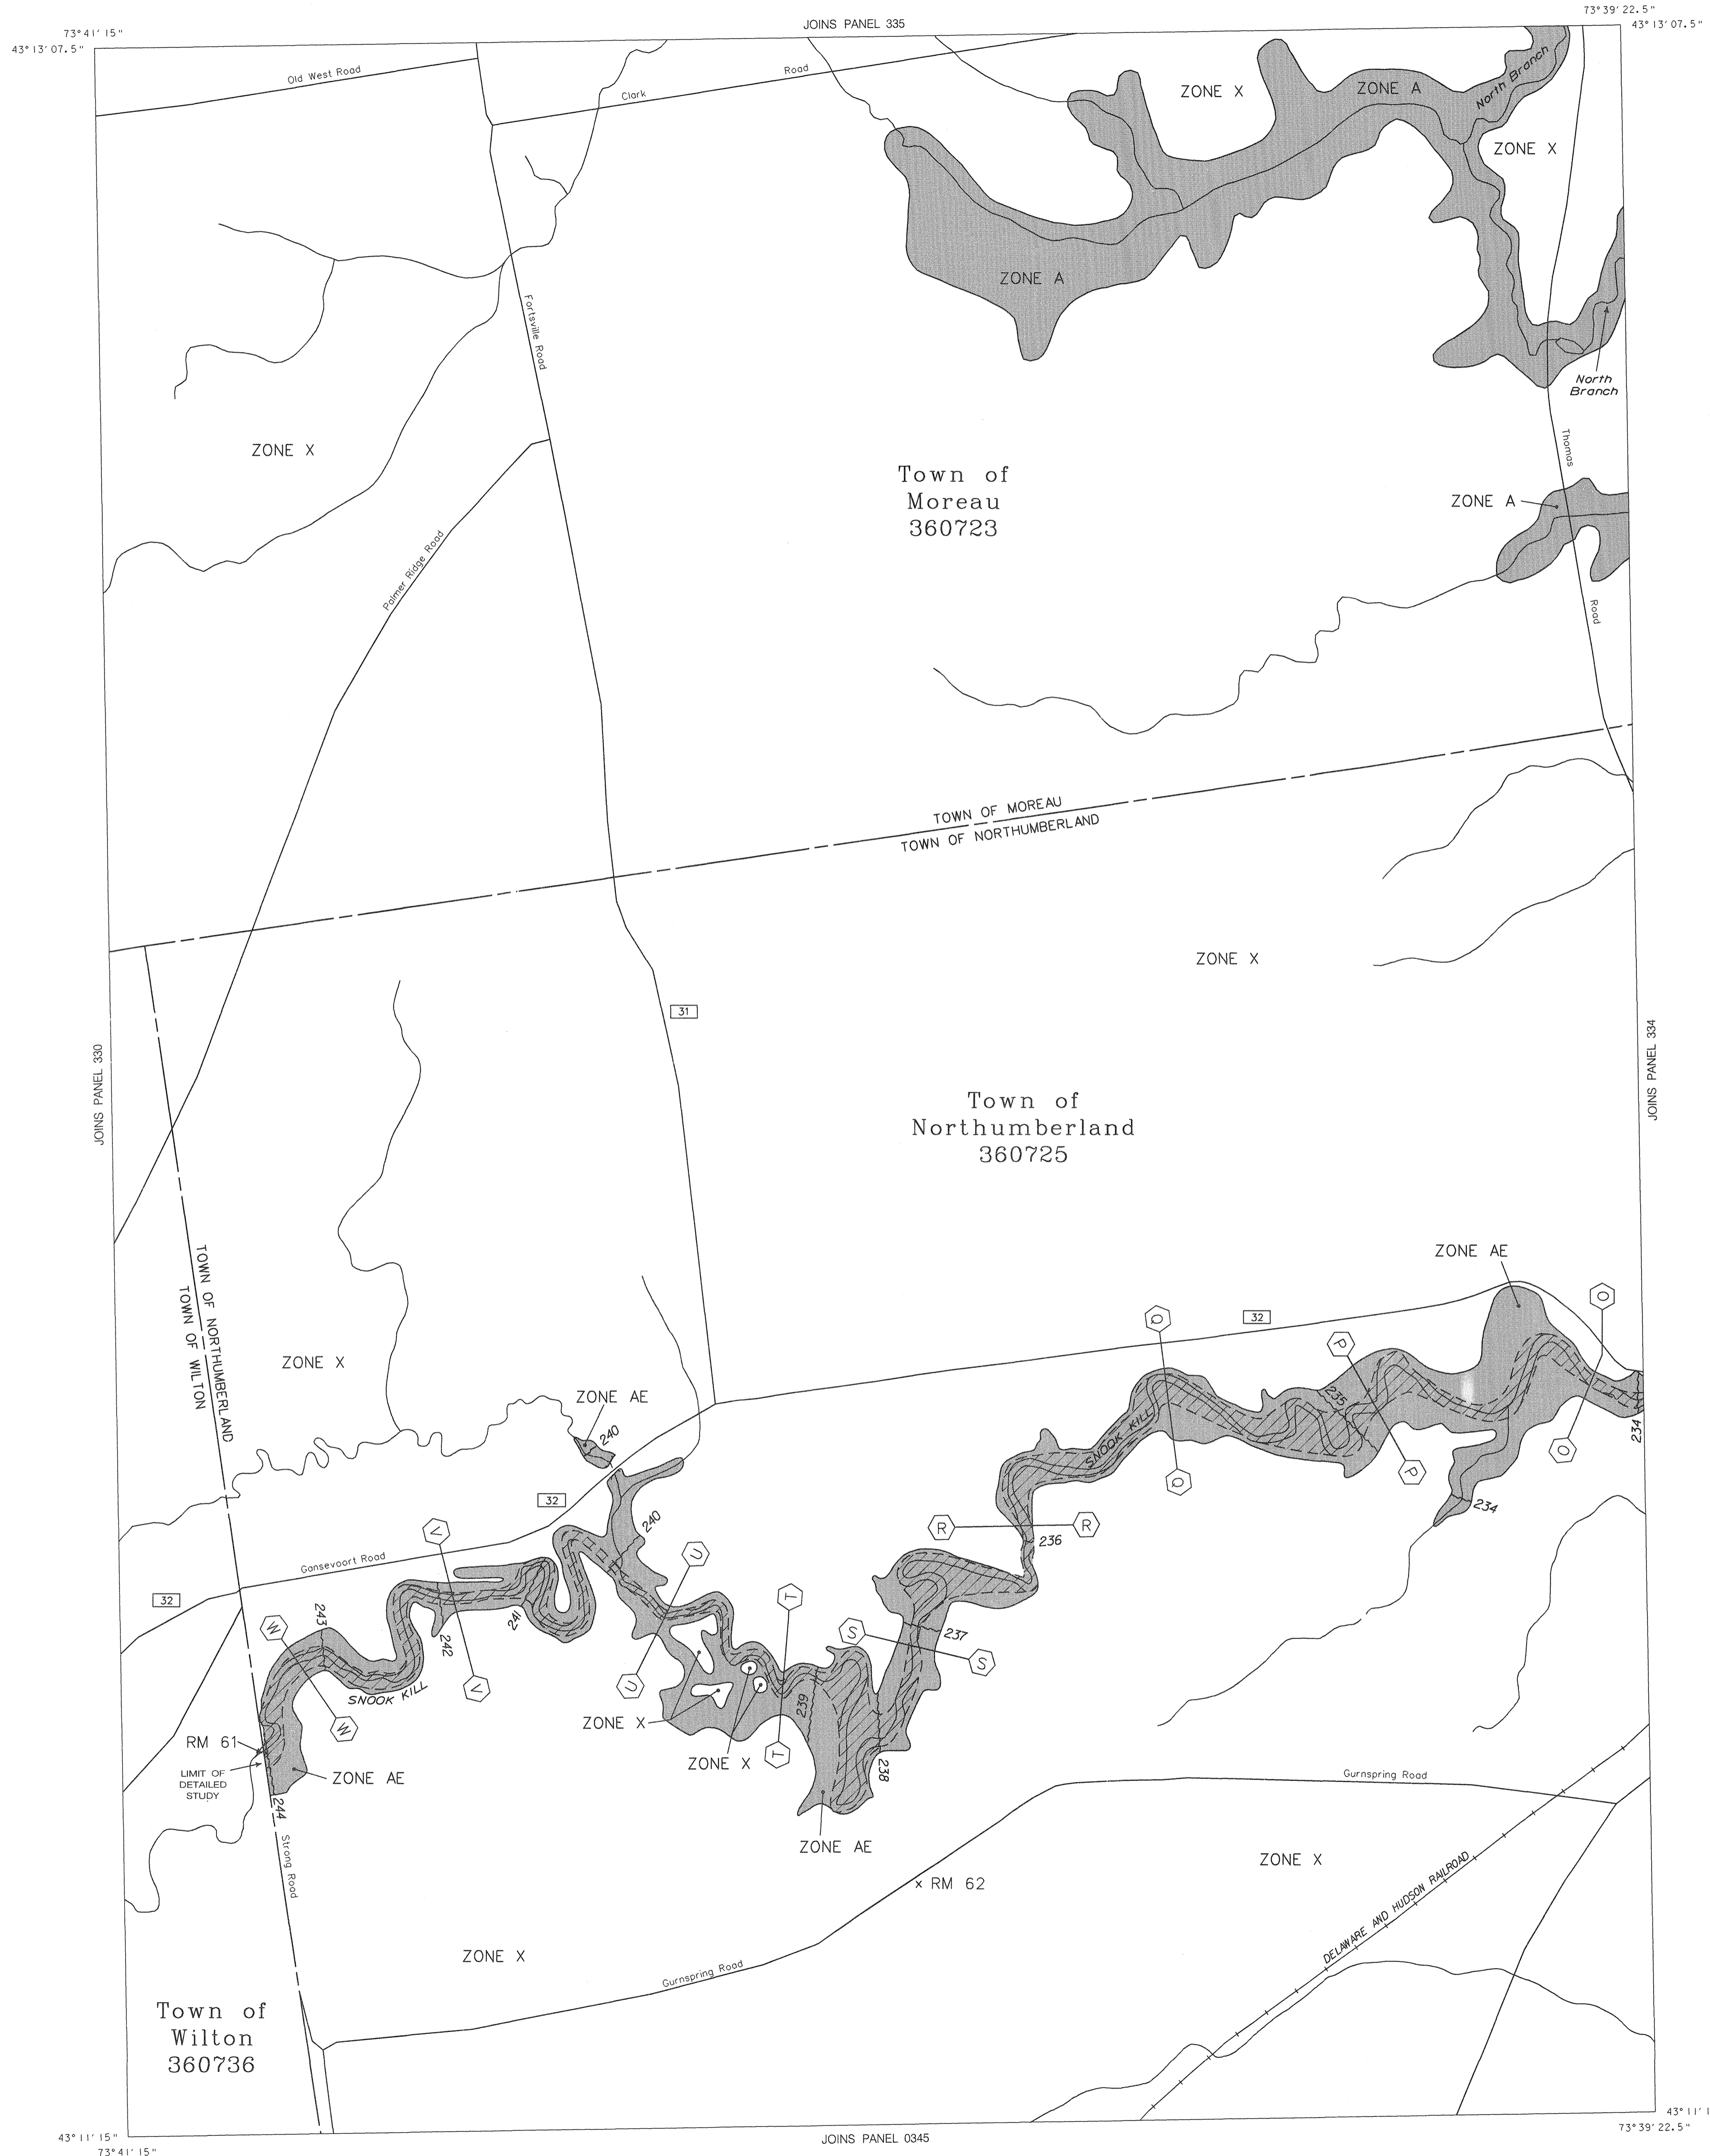 JOINS PANEL 335
73°39'22.5"
73°41'15"
43°13'07.5"
43°13'07.5"
Old West Road
Clark
Road
ZONE X
ZONE A
North Branch
ZONE X
ZONE A
Fortsville Road
North
Branch
ZONE X
Thomas
Road
Town of
Moreau
360723
ZONE A
Palmer Ridge Road
TOWN OF MOREAU
TOWN OF NORTHUMBERLAND
ZONE X
31
JOINS PANEL 330
JOINS PANEL 334
Town of
Northumberland
360725
TOWN OF NORTHUMBERLAND
TOWN OF WILTON
ZONE AE
32
O
Q
P
ZONE X
ZONE AE
240
235
SNOOK KILL
234
O
P
Q
32
234
240
R
R
236
V
Gansevoort Road
U
32
T
243
241
242
W
S
237
S
V
U
SNOOK KILL
239
W
ZONE X
RM 61
ZONE X
T
238
LIMIT OF
DETAILED
STUDY
ZONE AE
244
Gurnspring Road
Strong Road
ZONE AE
ZONE X
RM 62
DELAWARE AND HUDSON RAILROAD
ZONE X
Gurnspring Road
Town of
Wilton
360736
43°11'1
43°11'15"
73°41'15"
JOINS PANEL 0345
73°39'22.5"